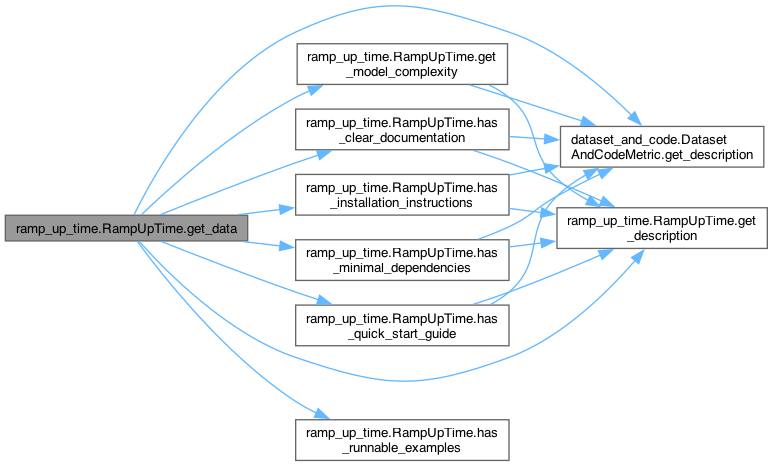 ramp_up_time.RampUpTime.get_data
ramp_up_time.RampUpTime.get
_model_complexity
ramp_up_time.RampUpTime.has
_clear_documentation
ramp_up_time.RampUpTime.has
_installation_instructions
ramp_up_time.RampUpTime.has
_minimal_dependencies
ramp_up_time.RampUpTime.has
_quick_start_guide
ramp_up_time.RampUpTime.has
_runnable_examples
dataset_and_code.Dataset
AndCodeMetric.get_description
ramp_up_time.RampUpTime.get
_description